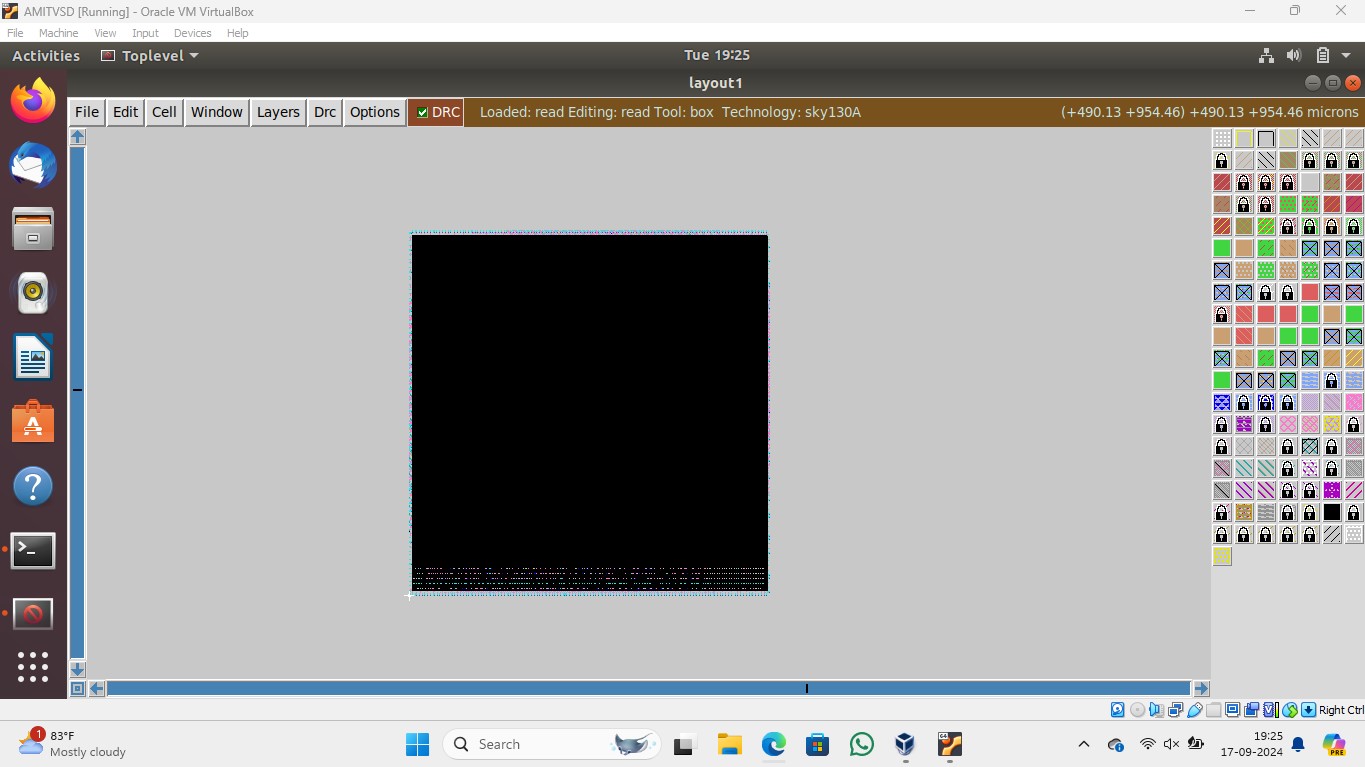 AMITVSD [Running] - Oracle VM VirtualBox
File Machine View Input Devices Help
Activities Toplevel Tue 19:25
layout1
File Edit Cell Window Layers Drc Options DRC Loaded: read Editing: read Tool: box Technology: sky130A (+490.13 +954.46) +490.13 +954.46 microns
Right Ctrl
1 83°F
Mostly cloudy
Search
19:25
17-09-2024
PRE